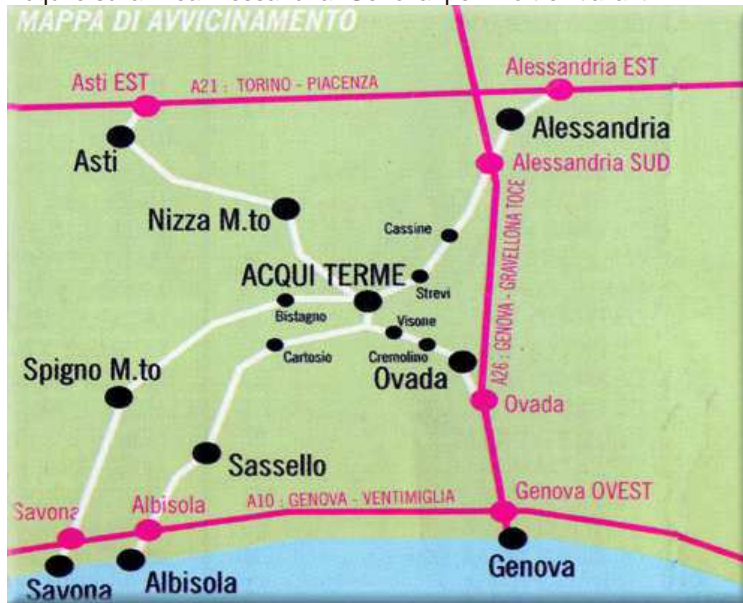 MAPPA DI AVVICINAMENTO
Asti EST
A21 : TORINO - PIACENZA
Alessandria EST
Asti
Alessandria
Alessandria SUD
Nizza M.to
Cassine
ACQUI TERME
Strevi
Bistagno
Visone
Cartosio
Cremolino
Spigno M.to
Ovada
Ovada
A26 : GENOVA - GRAVELLONA TOCE
Sassello
Savona
Albisola
A10 : GENOVA - VENTIMIGLIA
Genova OVEST
Savona
Albisola
Genova